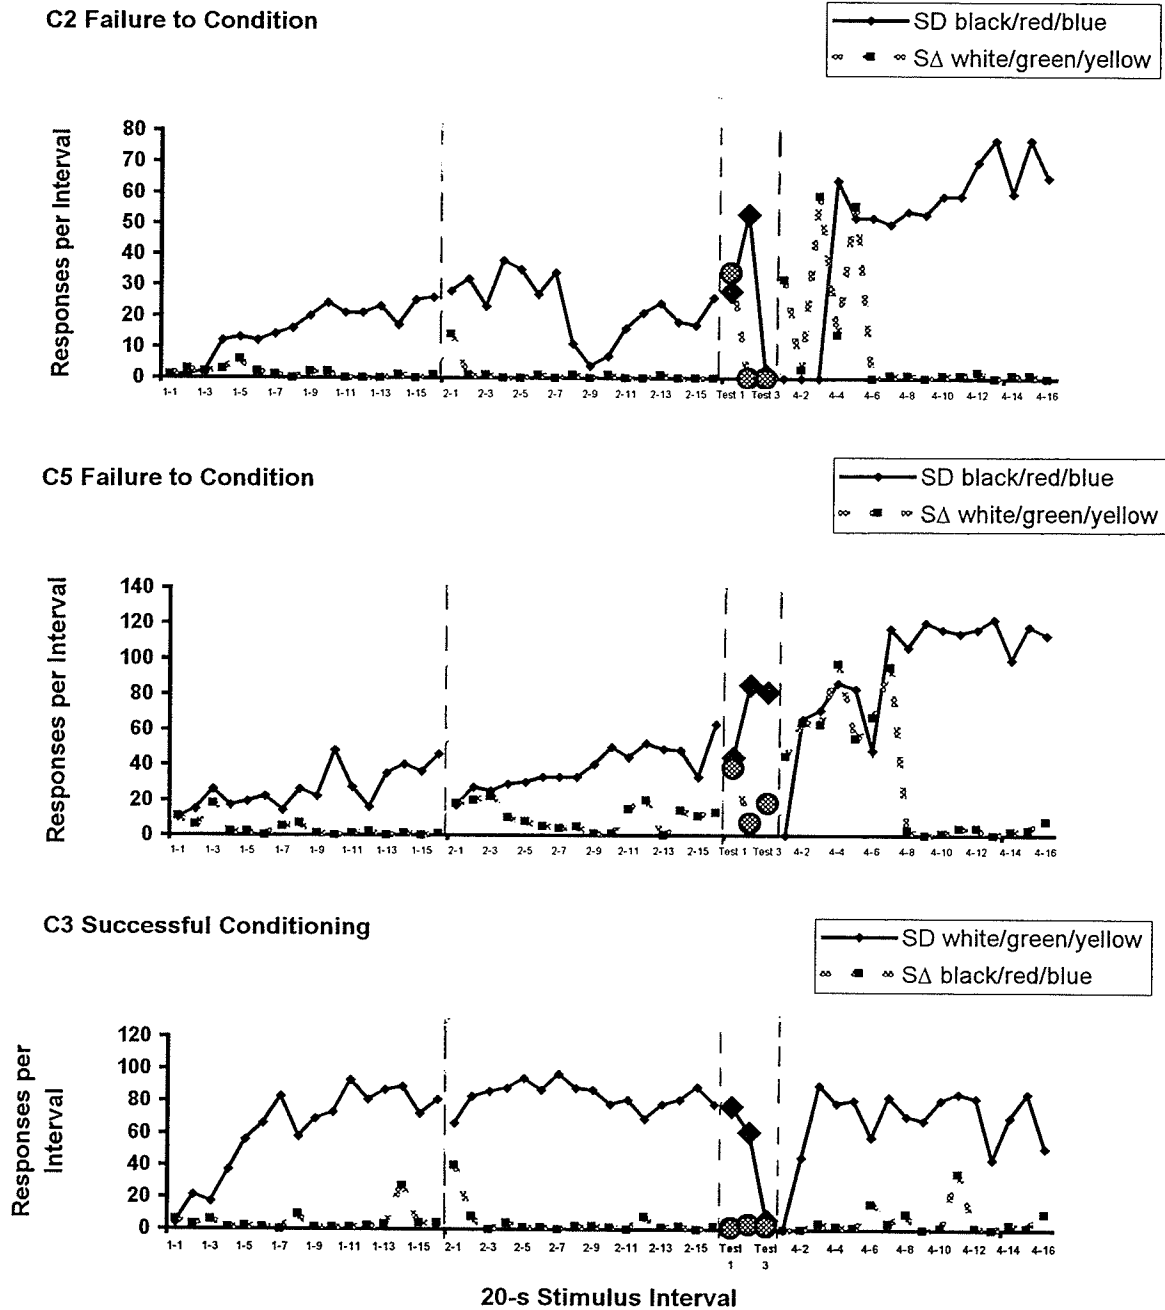 C2 Failure to Condition
SD black/red/blue
SΔ white/green/yellow
Responses per Interval
80
70
60
50
40
30
20
10
0
1-1 1-3 1-5 1-7 1-9 1-11 1-13 1-15 2-1 2-3 2-5 2-7 2-9 2-11 2-13 2-15 Test 1 Test 3 4-2 4-4 4-6 4-8 4-10 4-12 4-14 4-16
C5 Failure to Condition
SD black/red/blue
SΔ white/green/yellow
Responses per Interval
140
120
100
80
60
40
20
0
1-1 1-3 1-5 1-7 1-9 1-11 1-13 1-15 2-1 2-3 2-5 2-7 2-9 2-11 2-13 2-15 Test 1 Test 3 4-2 4-4 4-6 4-8 4-10 4-12 4-14 4-16
C3 Successful Conditioning
SD white/green/yellow
SΔ black/red/blue
Responses per
Interval
120
100
80
60
40
20
0
1-1 1-3 1-5 1-7 1-9 1-11 1-13 1-15 2-1 2-3 2-5 2-7 2-9 2-11 2-13 2-15 Test Test 4-2 4-4 4-6 4-8 4-10 4-12 4-14 4-16
1 3
20-s Stimulus Interval